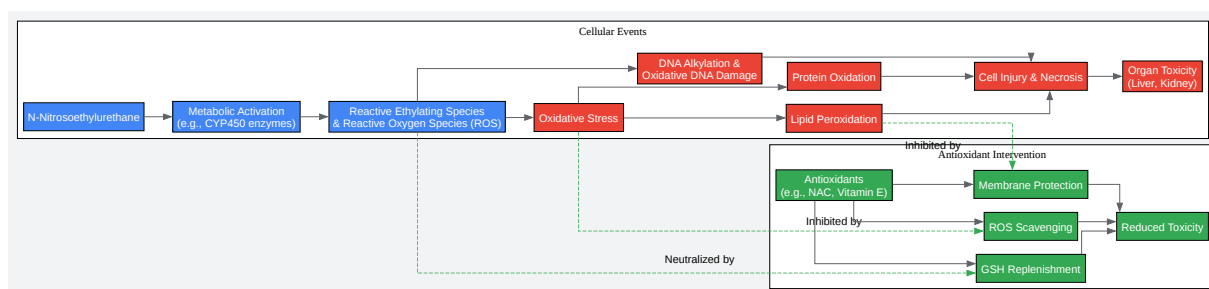 Cellular Events
DNA Alkylation &
Oxidative DNA Damage
Protein Oxidation
Cell Injury & Necrosis
Organ Toxicity
(Liver, Kidney)
N-Nitrosoethylurethane
Metabolic Activation
(e.g., CYP450 enzymes)
Reactive Ethylating Species
& Reactive Oxygen Species (ROS)
Oxidative Stress
Lipid Peroxidation
Inhibited by
Antioxidant Intervention
Antioxidants
(e.g., NAC, Vitamin E)
Membrane Protection
Inhibited by
ROS Scavenging
Reduced Toxicity
Neutralized by
GSH Replenishment